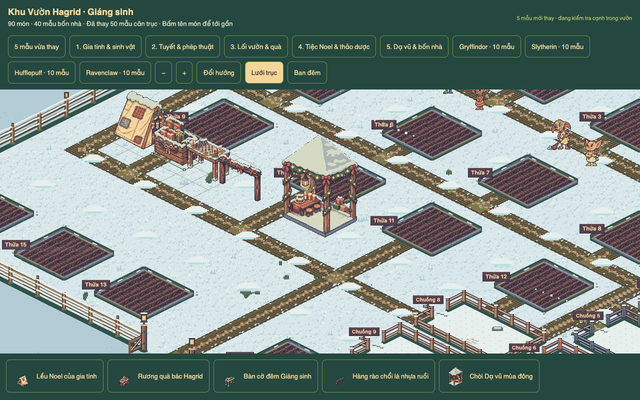 Khu Vườn Hagrid · Giáng sinh
90 món · 40 mẫu bốn nhà · Đã thay 50 mẫu côn trục · Bấm tên món để tới gần
5 mẫu mới thay · đang kiểm tra cạnh trong vườn
5 mẫu vừa thay
1. Gia tinh & sinh vật
2. Tuyết & phép thuật
3. Lối vườn & quà
4. Tiệc Noel & thảo dược
5. Dạ vũ & bốn nhà
Gryffindor · 10 mẫu
Slytherin · 10 mẫu
Hufflepuff · 10 mẫu
Ravenclaw · 10 mẫu
−
+
Đổi hướng
Lưới trục
Ban đêm
Thửa 3
Thửa 7
Thửa 11
Thửa 8
Thửa 15
Thửa 12
Thửa 13
Chuồng 8
Chuồng 5
Chuồng 9
Chuồng 6
Lều Noel của gia tinh
Rương quà bác Hagrid
Bàn cờ đêm Giáng sinh
Hàng rào chổi lá nhựa ruồi
Chòi Dạ vũ mùa đông